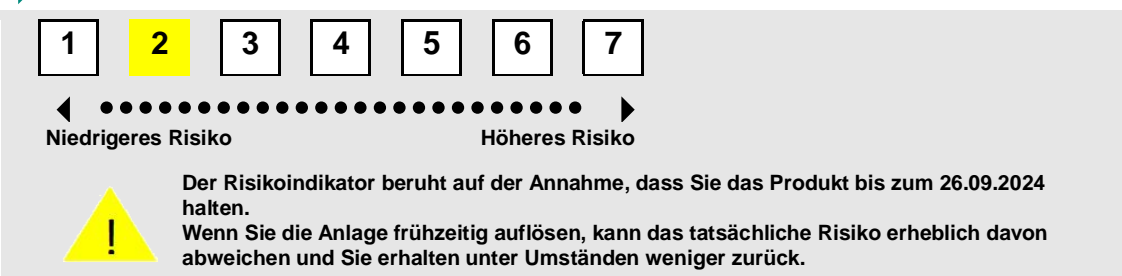 1 2 3 4 5 6 7
Niedrigeres Risiko Höheres Risiko
Der Risikoindikator beruht auf der Annahme, dass Sie das Produkt bis zum 26.09.2024
halten.
Wenn Sie die Anlage frühzeitig auflösen, kann das tatsächliche Risiko erheblich davon
abweichen und Sie erhalten unter Umständen weniger zurück.
!